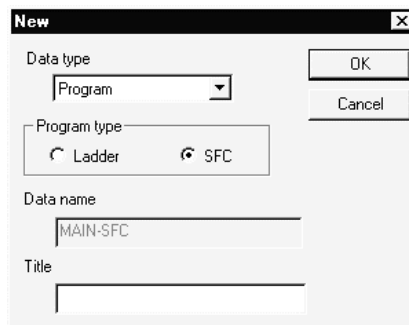 New
Data type
OK
Program
Cancel
Program type
Ladder SFC
Data name
MAIN-SFC
Title